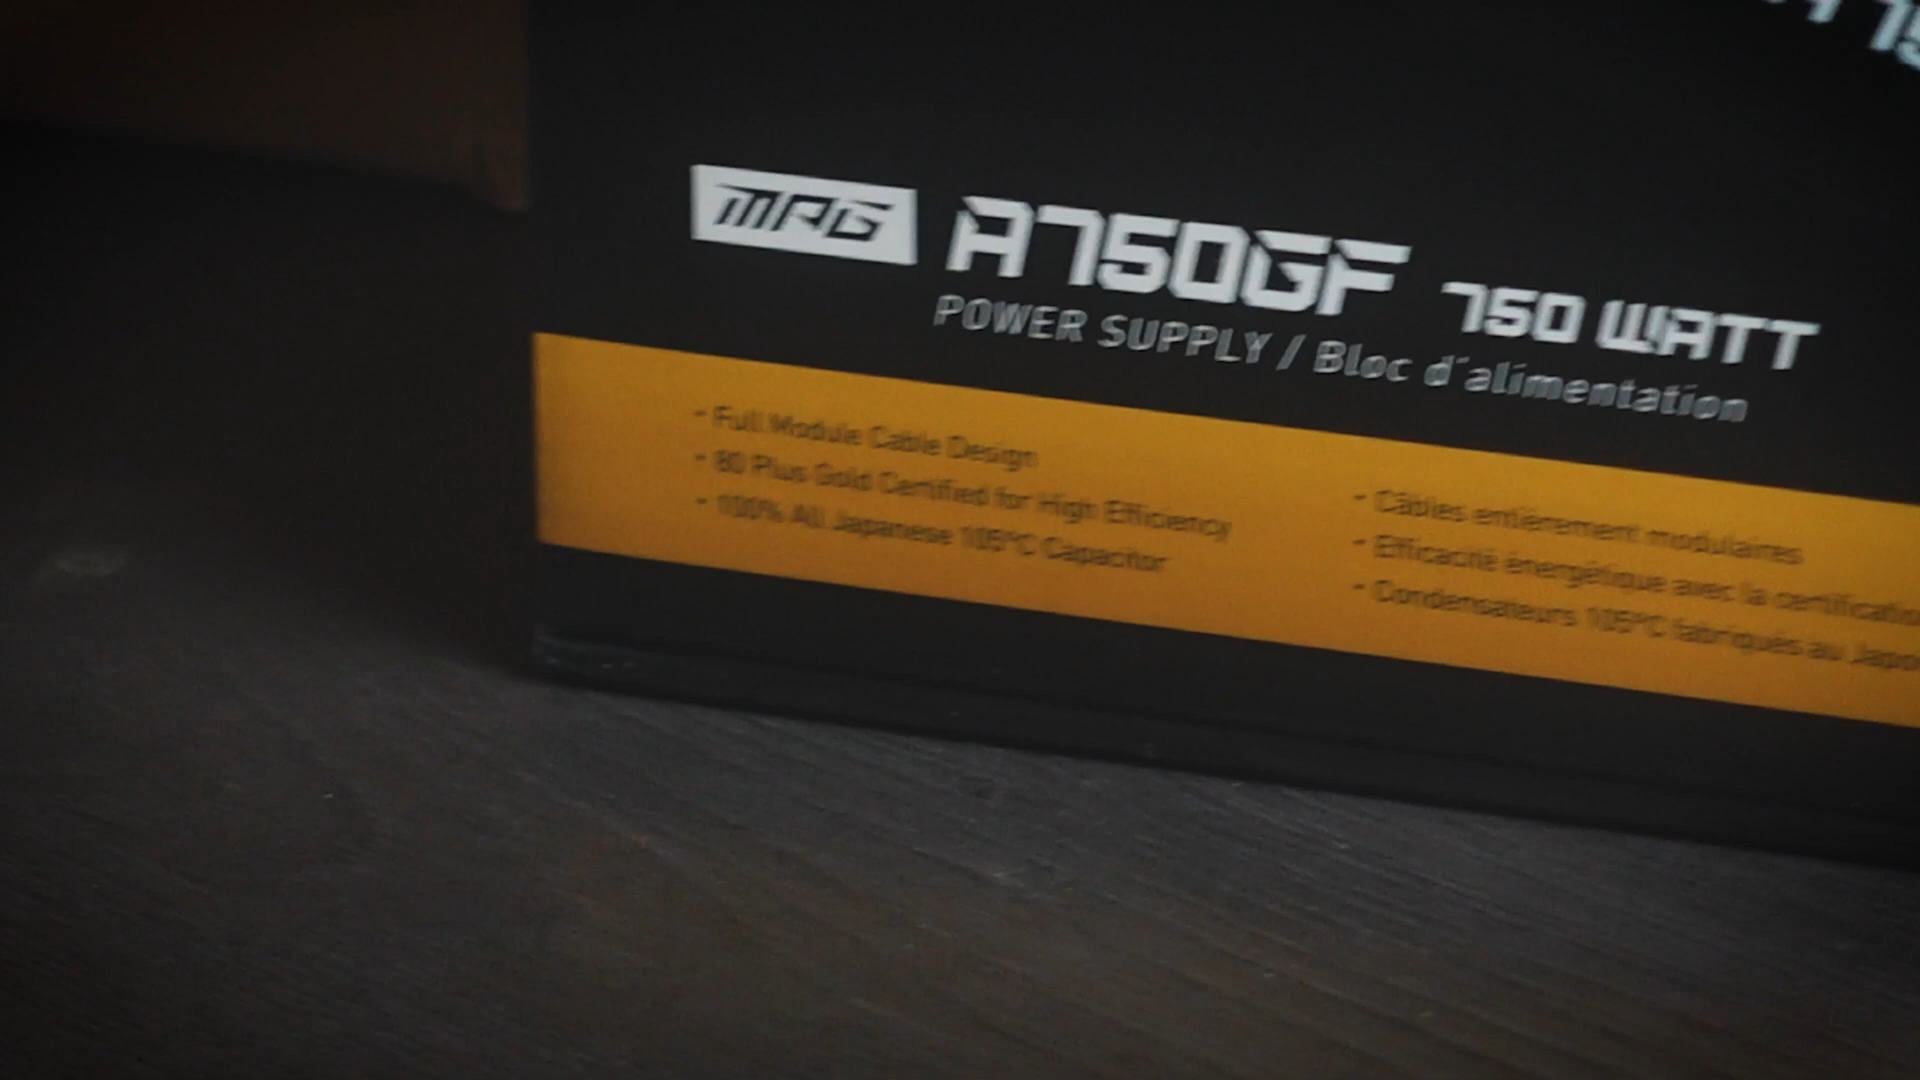 MPG A750GF 750 WATT
POWER SUPPLY / Bloc d'alimentation
- Full Module Cable Design
- 80 Plus Gold Certified for High Efficiency
- 100% All Japanese 105°C Capacitor
- Câbles entièrement modulaires
- Efficacité énergétique avec la certification
- Condensateurs 105°C fabriqués au